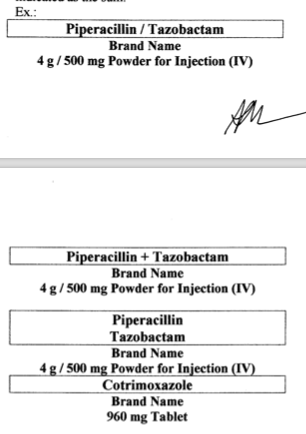 Ex.:
Piperacillin / Tazobactam
Brand Name
4 g / 500 mg Powder for Injection (IV)
Piperacillin + Tazobactam
Brand Name
4 g / 500 mg Powder for Injection (IV)
Piperacillin
Tazobactam
Brand Name
4 g / 500 mg Powder for Injection (IV)
Cotrimoxazole
Brand Name
960 mg Tablet